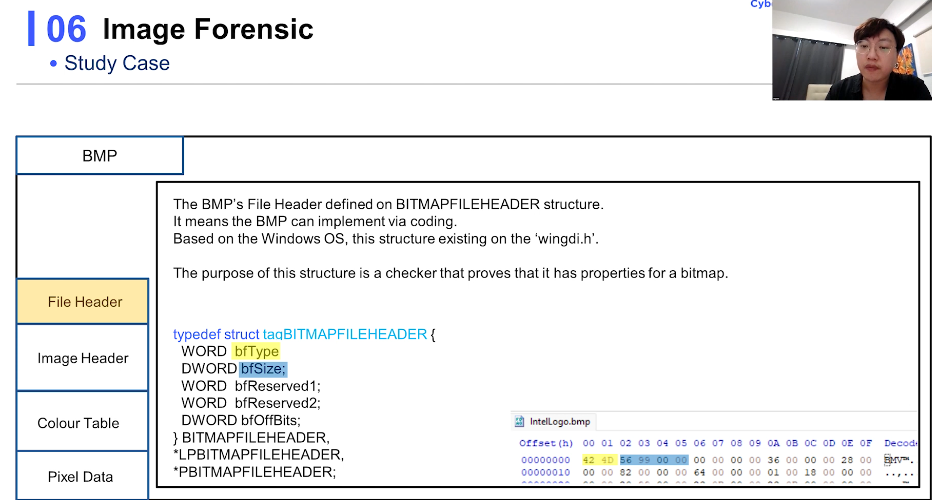 Cyb
06 Image Forensic
• Study Case
BMP
The BMP's File Header defined on BITMAPFILEHEADER structure.
It means the BMP can implement via coding.
Based on the Windows OS, this structure existing on the 'wingdi.h'.
The purpose of this structure is a checker that proves that it has properties for a bitmap.
File Header
Image Header
Colour Table
Pixel Data
typedef struct tagBITMAPFILEHEADER {
WORD bfType
DWORD bfSize;
WORD bfReserved1;
WORD bfReserved2;
DWORD bfOffBits;
} BITMAPFILEHEADER,
*LPBITMAPFILEHEADER,
*PBITMAPFILEHEADER;
IntelLogo.bmp
Offset(h) 00 01 02 03 04 05 06 07 08 09 0A 0B 0C 0D 0E 0F Decode
00000000 42 4D 56 99 00 00 00 00 00 00 36 00 00 00 28 00 BMV™.
00000010 00 00 82 00 00 00 64 00 00 00 01 00 18 00 00 00 ..‚..